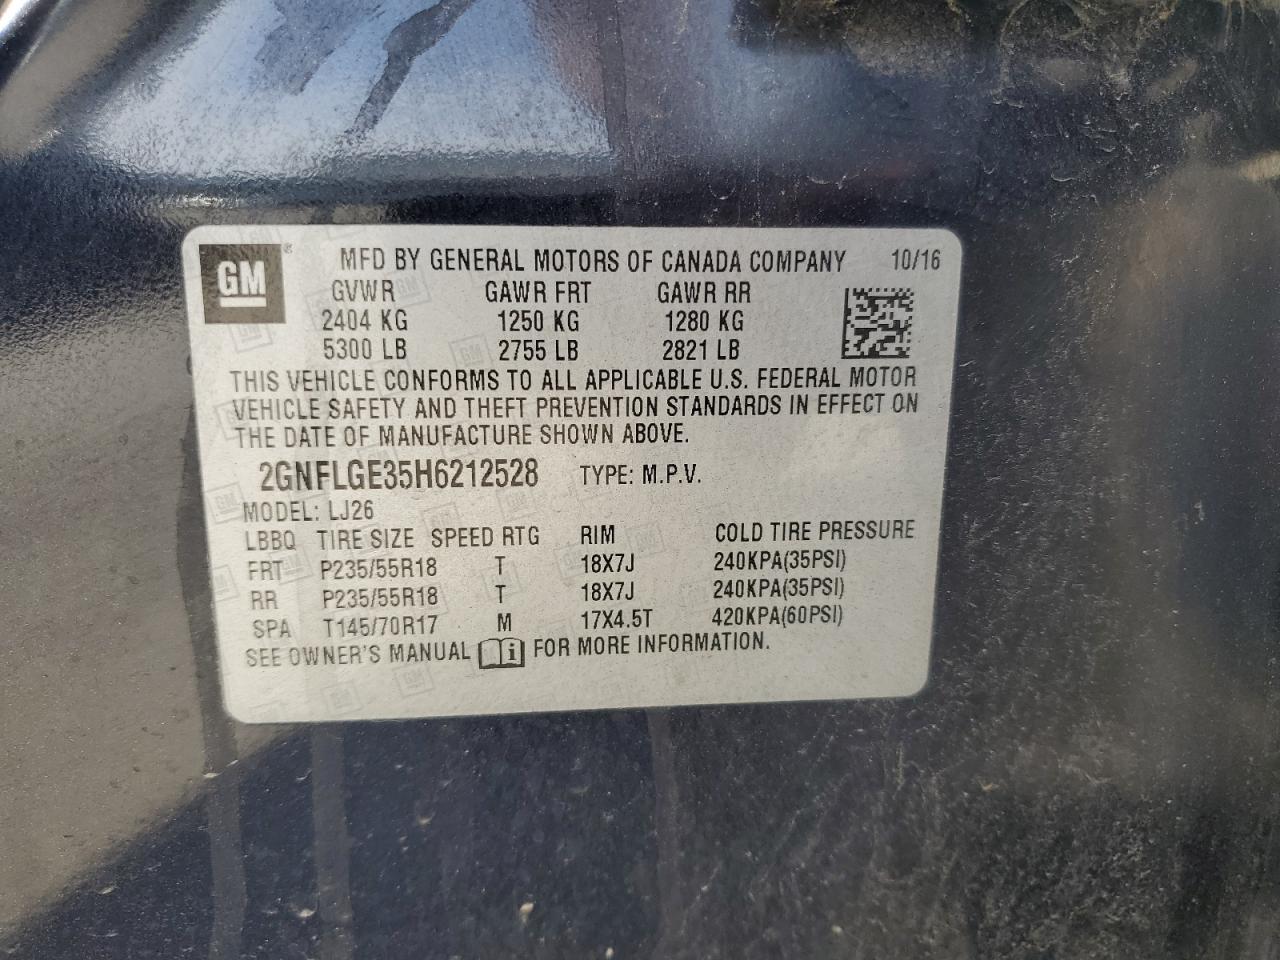 GM ®
MFD BY GENERAL MOTORS OF CANADA COMPANY 10/16
GVWR GAWR FRT GAWR RR
2404 KG 1250 KG 1280 KG
5300 LB 2755 LB 2821 LB
THIS VEHICLE CONFORMS TO ALL APPLICABLE U.S. FEDERAL MOTOR
VEHICLE SAFETY AND THEFT PREVENTION STANDARDS IN EFFECT ON
THE DATE OF MANUFACTURE SHOWN ABOVE.
2GNFLGE35H6212528 TYPE: M.P.V.
MODEL: LJ26
LBBQ TIRE SIZE SPEED RTG RIM COLD TIRE PRESSURE
FRT P235/55R18 T 18X7J 240KPA(35PSI)
RR P235/55R18 T 18X7J 240KPA(35PSI)
SPA T145/70R17 M 17X4.5T 420KPA(60PSI)
SEE OWNER'S MANUAL i FOR MORE INFORMATION.